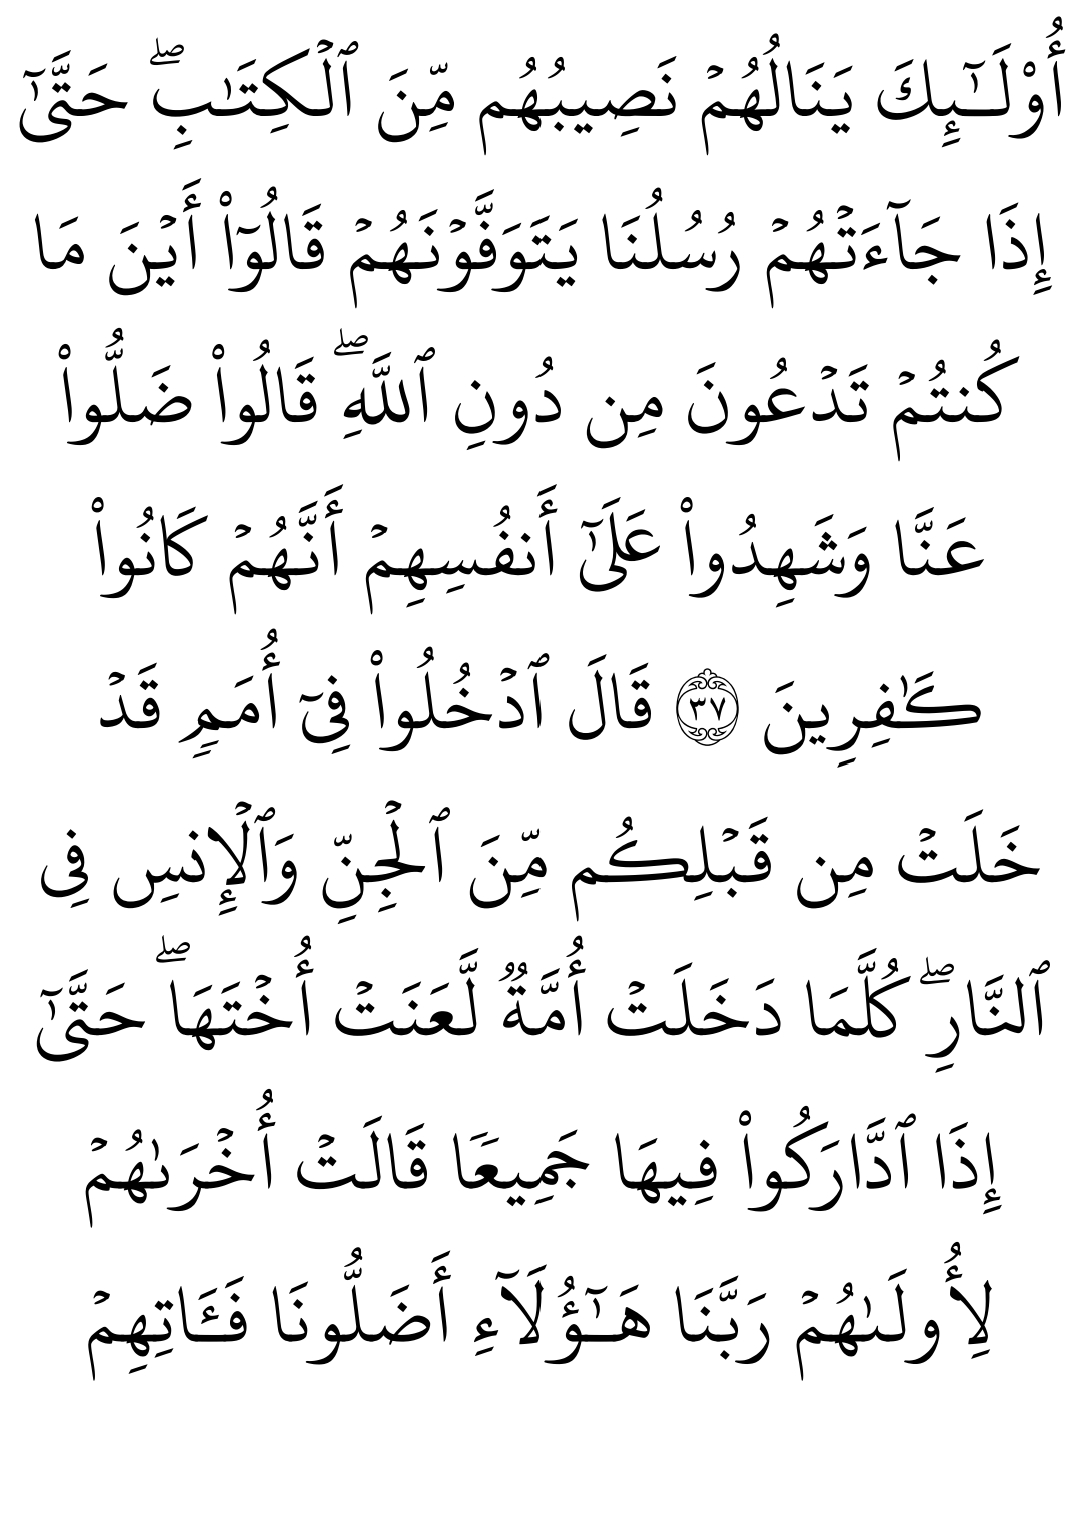 أُوْلَـٰٓئِكَ يَنَالُهُمۡ نَصِيبُهُم مِّنَ ٱلۡكِتَـٰبِۖ حَتَّىٰٓ
إِذَا جَآءَتۡهُمۡ رُسُلُنَا يَتَوَفَّوۡنَهُمۡ قَالُوٓاْ أَيۡنَ مَا
كُنتُمۡ تَدۡعُونَ مِن دُونِ ٱللَّهِۖ قَالُواْ ضَلُّواْ
عَنَّا وَشَهِدُواْ عَلَىٰٓ أَنفُسِهِمۡ أَنَّهُمۡ كَانُواْ
كَـٰفِرِينَ ٣٧ قَالَ ٱدۡخُلُواْ فِىٓ أُمَمٍ قَدۡ
خَلَتۡ مِن قَبۡلِكُم مِّنَ ٱلۡجِنِّ وَٱلۡإِنسِ فِى
ٱلنَّارِۖ كُلَّمَا دَخَلَتۡ أُمَّةٌ لَّعَنَتۡ أُخۡتَهَاۖ حَتَّىٰٓ
إِذَا ٱدَّارَكُواْ فِيهَا جَمِيعًا قَالَتۡ أُخۡرَىٰهُمۡ
لِأُولَىٰهُمۡ رَبَّنَا هَـٰٓؤُلَآءِ أَضَلُّونَا فَـَٔاتِهِمۡ